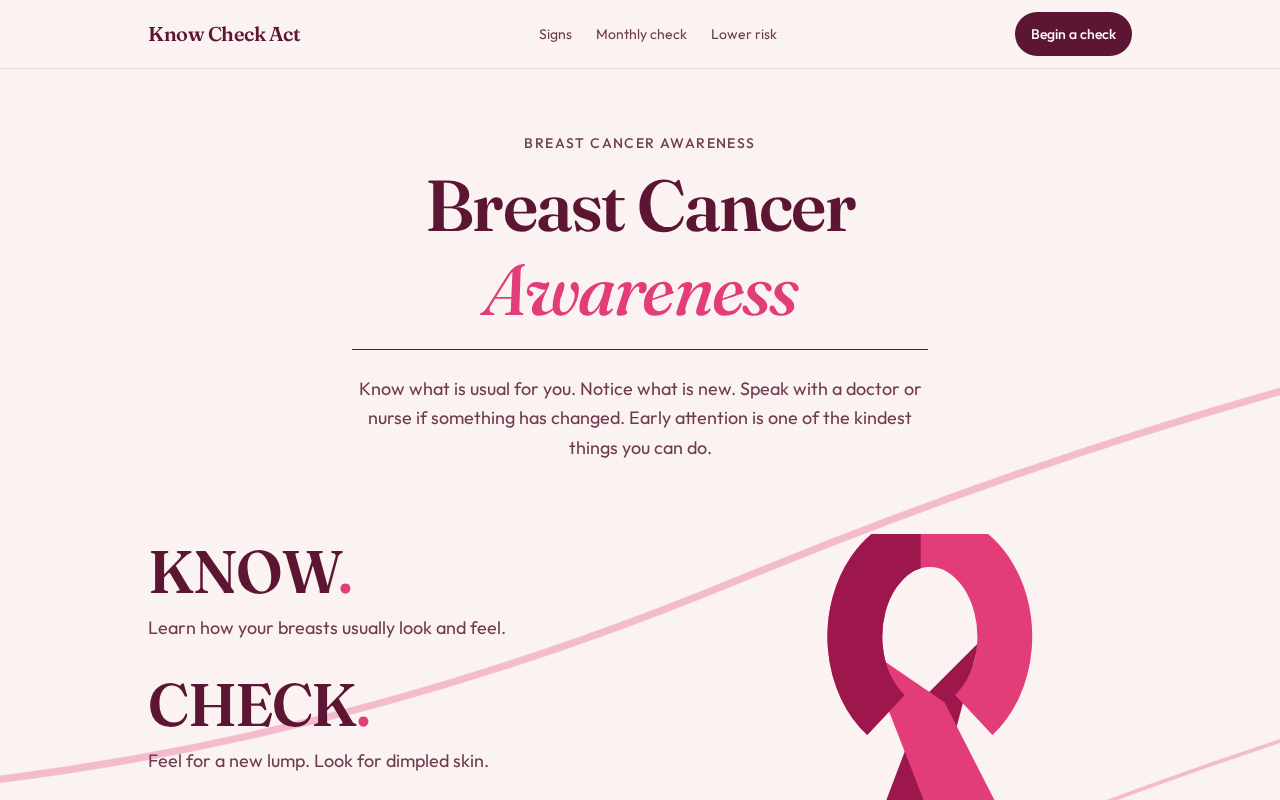 Know Check Act
Signs
Monthly check
Lower risk
Begin a check
BREAST CANCER AWARENESS
Breast Cancer
Awareness
Know what is usual for you. Notice what is new. Speak with a doctor or
nurse if something has changed. Early attention is one of the kindest
things you can do.
KNOW.
Learn how your breasts usually look and feel.
CHECK.
Feel for a new lump. Look for dimpled skin.